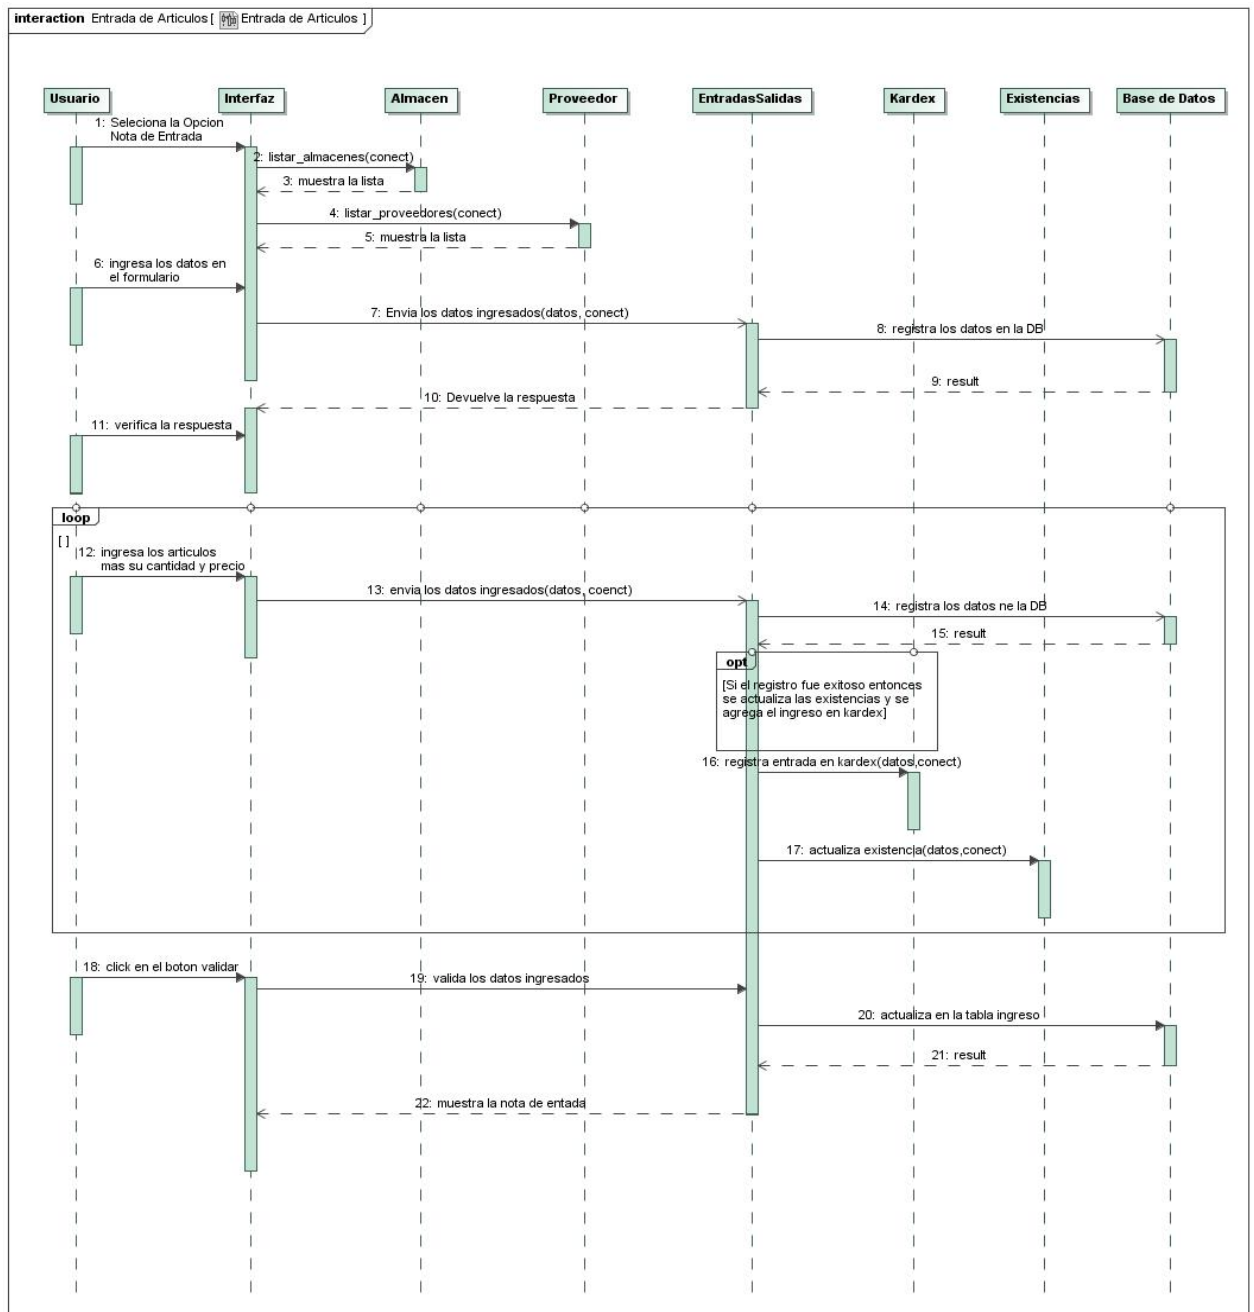 interaction Entrada de Articulos [ Entrada de Articulos ]
Usuario
Interfaz
Almacen
Proveedor
EntradasSalidas
Kardex
Existencias
Base de Datos
1: Seleciona la Opcion
Nota de Entrada
2: listar_almacenes(conect)
3: muestra la lista
4: listar_proveedores(conect)
5: muestra la lista
6: ingresa los datos en
el formulario
7: Envia los datos ingresados(datos, conect)
8: registra los datos en la DB
9: result
10: Devuelve la respuesta
11: verifica la respuesta
loop
[ ]
12: ingresa los articulos
mas su cantidad y precio
13: envia los datos ingresados(datos, coenct)
14: registra los datos ne la DB
15: result
opt
[Si el registro fue exitoso entonces
se actualiza las existencias y se
agrega el ingreso en kardex]
16: registra entrada en kardex(datos,conect)
17: actualiza existencia(datos,conect)
18: click en el boton validar
19: valida los datos ingresados
20: actualiza en la tabla ingreso
21: result
22: muestra la nota de entada